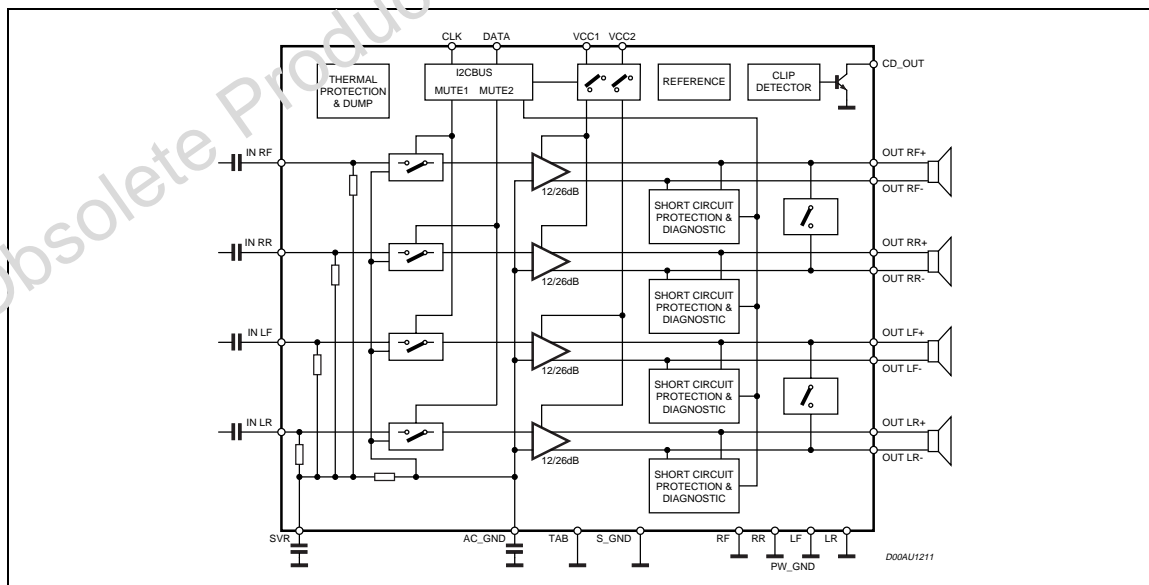 Obsolete Produc
CLK DATA VCC1 VCC2
THERMAL
PROTECTION
& DUMP
I2CBUS
MUTE1 MUTE2
REFERENCE
CLIP
DETECTOR
CD_OUT
IN RF
12/26dB
SHORT CIRCUIT
PROTECTION &
DIAGNOSTIC
OUT RF+
OUT RF-
IN RR
12/26dB
SHORT CIRCUIT
PROTECTION &
DIAGNOSTIC
OUT RR+
OUT RR-
IN LF
12/26dB
SHORT CIRCUIT
PROTECTION &
DIAGNOSTIC
OUT LF+
OUT LF-
IN LR
12/26dB
SHORT CIRCUIT
PROTECTION &
DIAGNOSTIC
OUT LR+
OUT LR-
SVR AC_GND TAB S_GND RF RR LF LR
PW_GND
D00AU1211